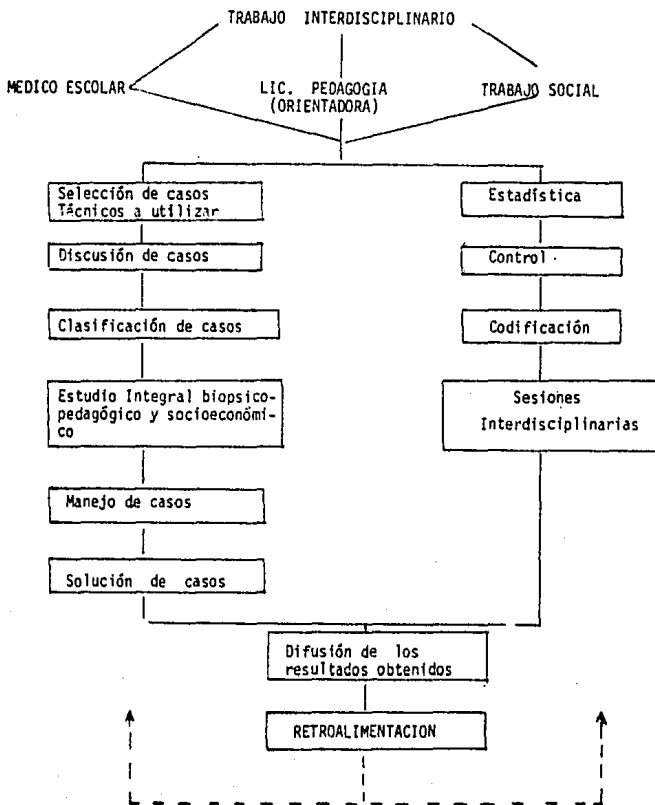 TRABAJO INTERDISCIPLINARIO
MEDICO ESCOLAR
LIC. PEDAGOGIA
(ORIENTADORA)
TRABAJO SOCIAL
Selección de casos
Técnicos a utilizar
Discusión de casos
Clasificación de casos
Estudio Integral biopsico-
pedagógico y socioeconómi-
co
Manejo de casos
Solución de casos
Estadística
Control
Codificación
Sesiones
Interdisciplinarias
Difusión de los
resultados obtenidos
RETROALIMENTACION